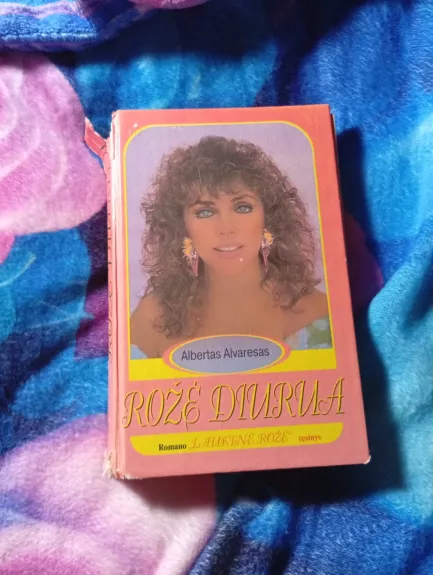 Albertas Alvaresas
ROŽĖ DIURUA
Romano „LAUKINĖ ROŽĖ" tęsinys